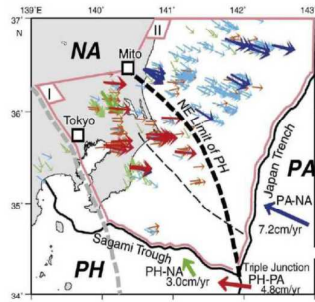 139˚E 140˚ 141˚ 142˚ 143
37˚
II
NA
Mito
I
36˚
Tokyo
NE Limit of PH
Japan Trench
PA
35˚
PA-NA
7.2cm/yr
Sagami Trough
PH
PH-NA
3.0cm/yr
Triple Junction
PH-PA
4.8cm/yr
34˚